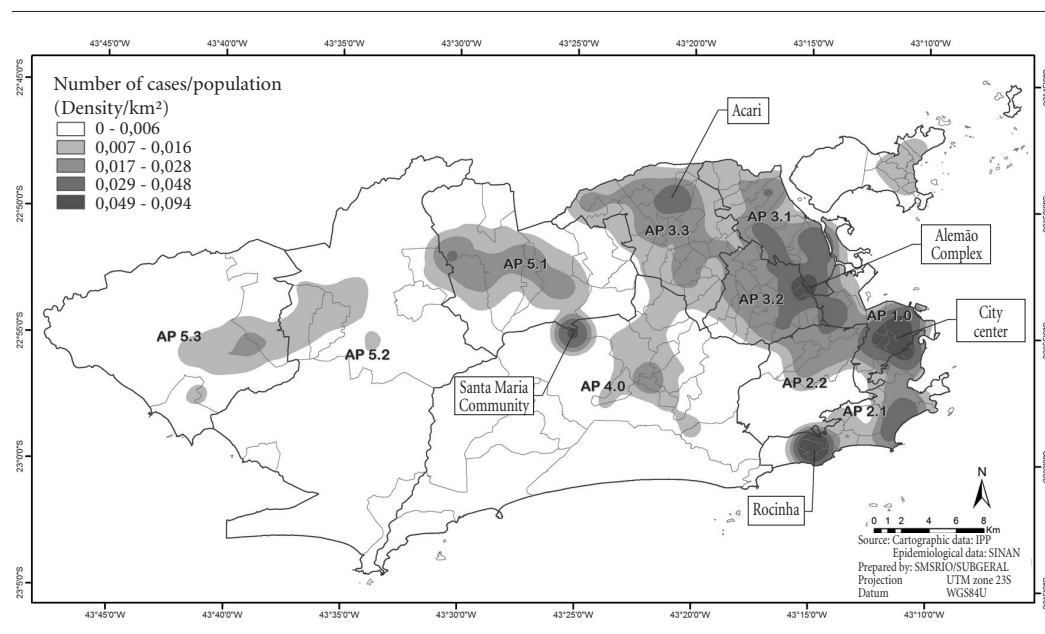 43°45'0"W 43°40'0"W 43°35'0"W 43°30'0"W 43°25'0"W 43°20'0"W 43°15'0"W 43°10'0"W
22°45'0"S
22°50'0"S
22°55'0"S
23°0'0"S
23°5'0"S
Number of cases/population
(Density/km²)
0 - 0,006
0,007 - 0,016
0,017 - 0,028
0,029 - 0,048
0,049 - 0,094
Acari
AP 3.1
AP 3.3
Alemão
Complex
AP 5.1
AP 3.2
AP 1.0
City
center
AP 5.3
AP 5.2
Santa Maria
Community
AP 4.0
AP 2.2
AP 2.1
Rocinha
N
0 1 2 4 6 8
Km
Source: Cartographic data: IPP
Epidemiological data: SINAN
Prepared by: SMSRIO/SUBGERAL
Projection UTM zone 23S
Datum WGS84U
43°45'0"W 43°40'0"W 43°35'0"W 43°30'0"W 43°25'0"W 43°20'0"W 43°15'0"W 43°10'0"W